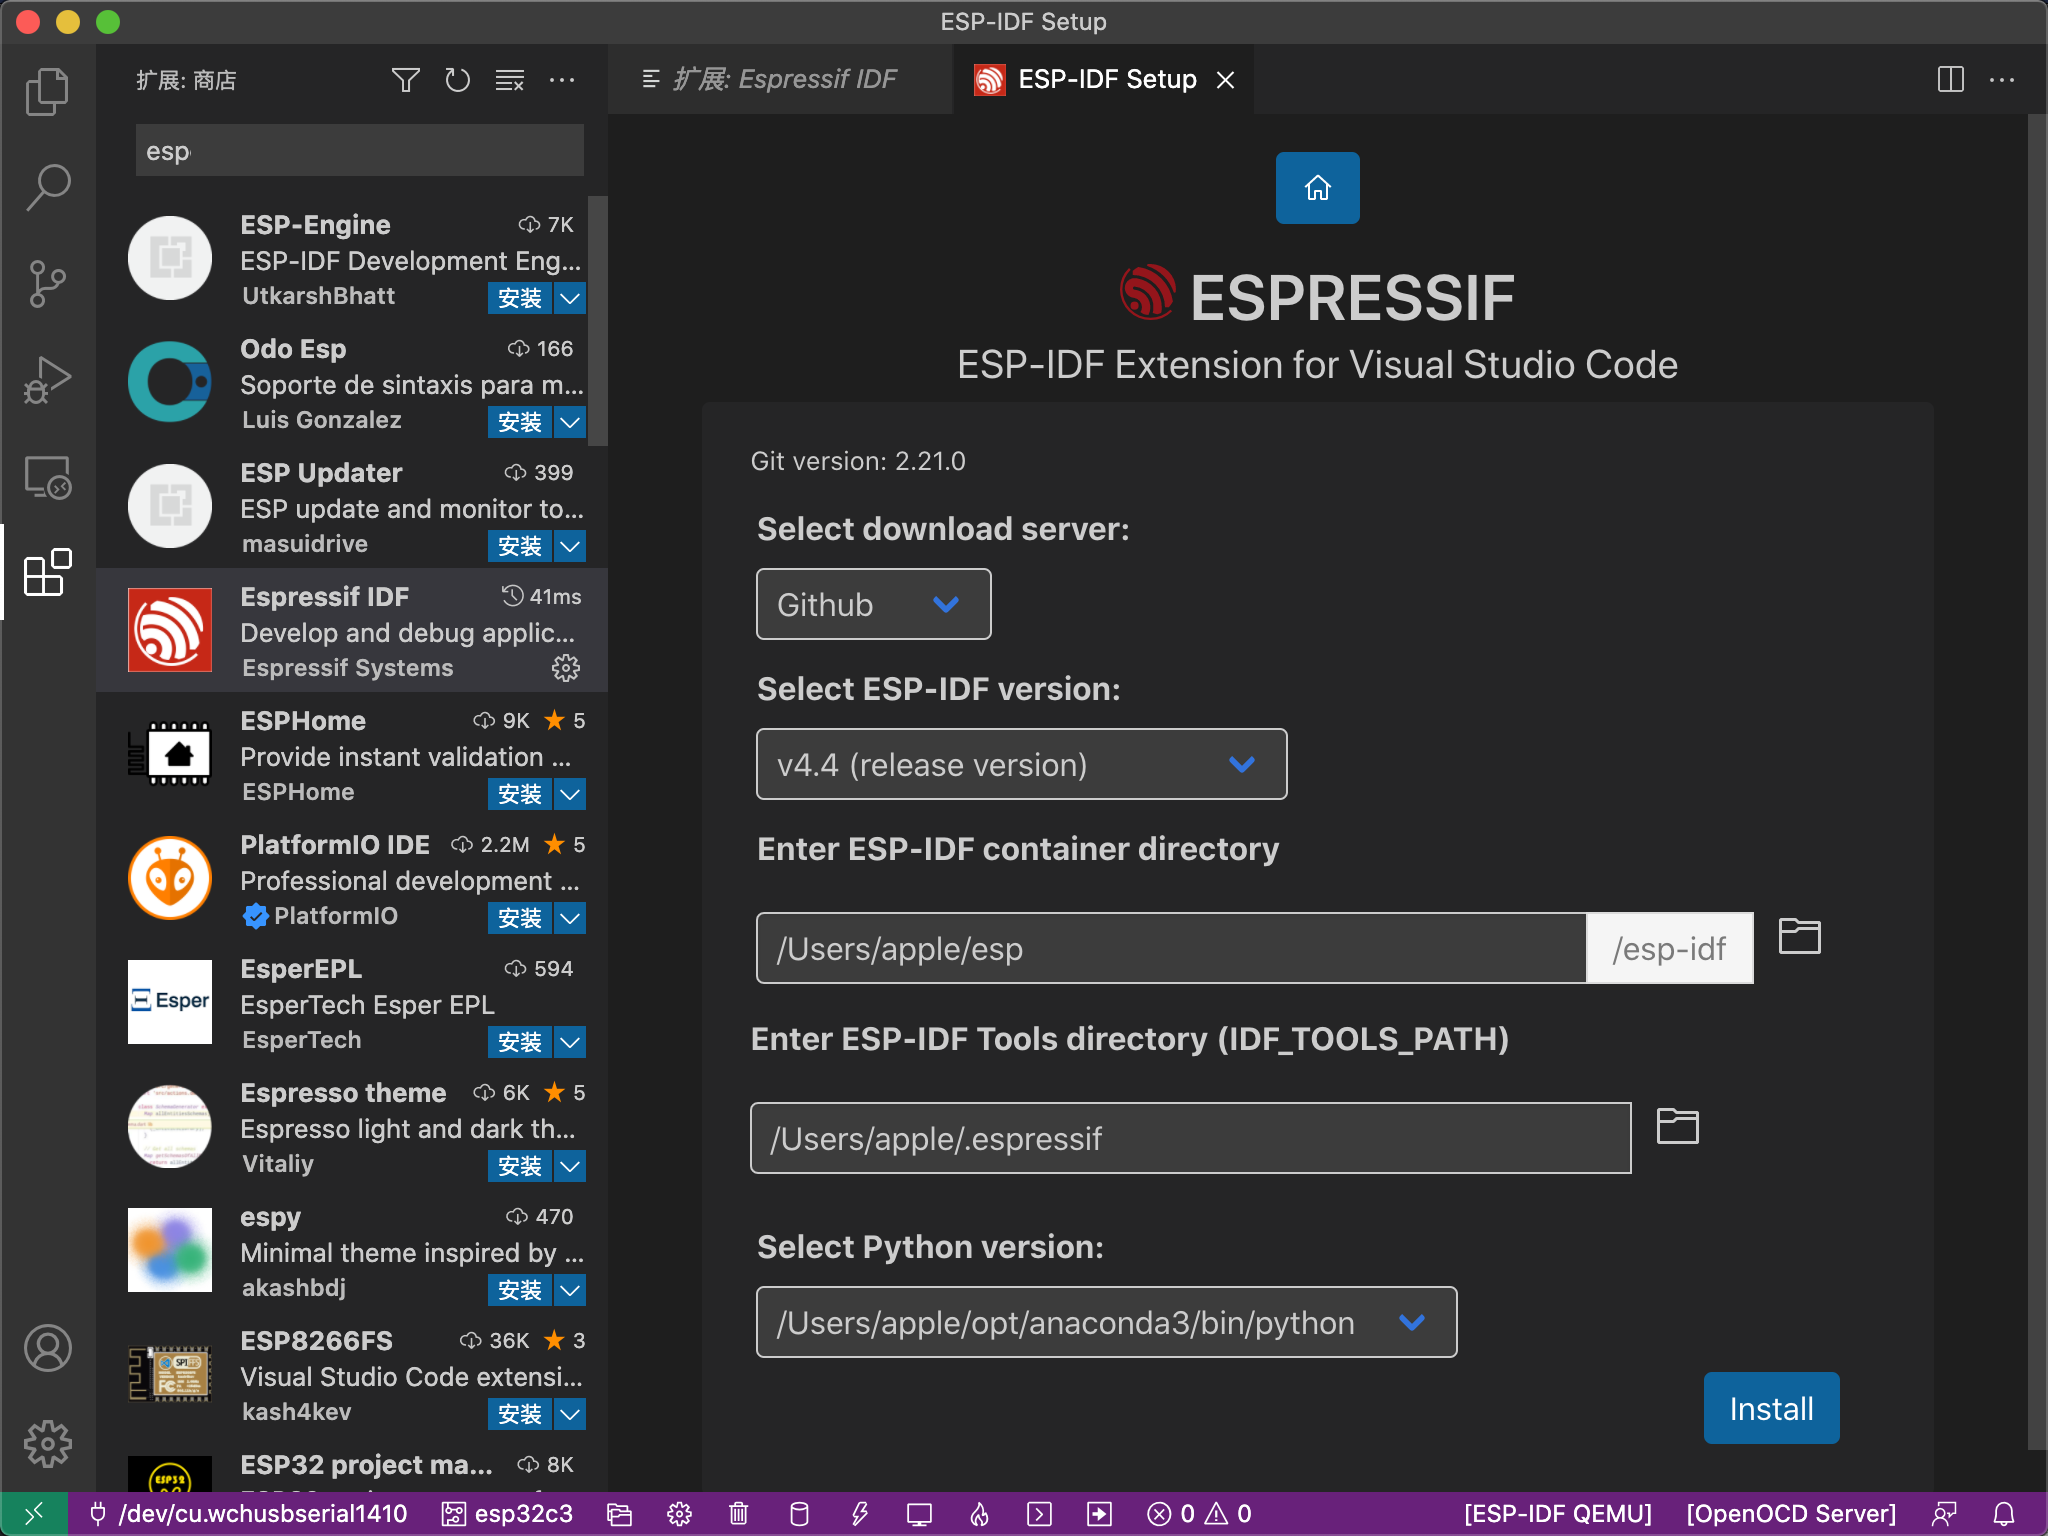 ESP-IDF Setup
扩展: 商店
esp
ESP-Engine 7K
ESP-IDF Development Eng...
UtkarshBhatt 安装
Odo Esp 166
Soporte de sintaxis para m...
Luis Gonzalez 安装
ESP Updater 399
ESP update and monitor to...
masuidrive 安装
Espressif IDF 41ms
Develop and debug applic...
Espressif Systems
ESPHome 9K ★ 5
Provide instant validation ...
ESPHome 安装
PlatformIO IDE 2.2M ★ 5
Professional development ...
PlatformIO 安装
Esper
EsperEPL 594
EsperTech Esper EPL
EsperTech 安装
Espresso theme 6K ★ 5
Espresso light and dark th...
Vitaliy 安装
espy 470
Minimal theme inspired by ...
akashbdj 安装
ESP8266FS 36K ★ 3
Visual Studio Code extensi...
kash4kev 安装
ESP32
ESP32 project ma... 8K
扩展: Espressif IDF
ESP-IDF Setup
ESPRESSIF
ESP-IDF Extension for Visual Studio Code
Git version: 2.21.0
Select download server:
Github
Select ESP-IDF version:
v4.4 (release version)
Enter ESP-IDF container directory
/Users/apple/esp /esp-idf
Enter ESP-IDF Tools directory (IDF_TOOLS_PATH)
/Users/apple/.espressif
Select Python version:
/Users/apple/opt/anaconda3/bin/python
Install
/dev/cu.wchusbserial1410 esp32c3 0 0 [ESP-IDF QEMU] [OpenOCD Server]